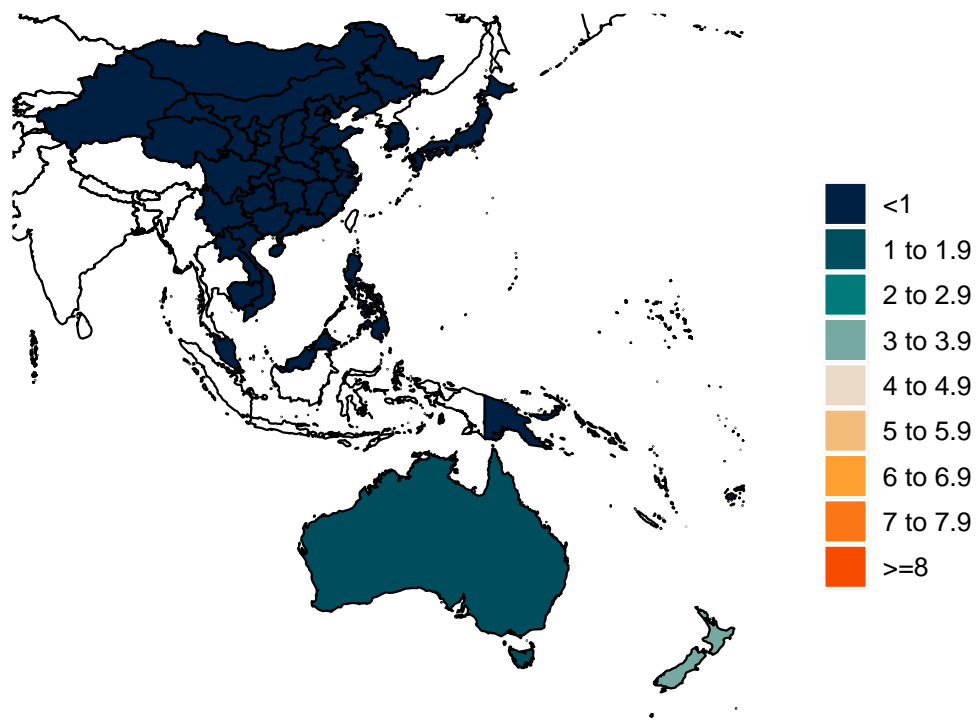 <1
1 to 1.9
2 to 2.9
3 to 3.9
4 to 4.9
5 to 5.9
6 to 6.9
7 to 7.9
>=8